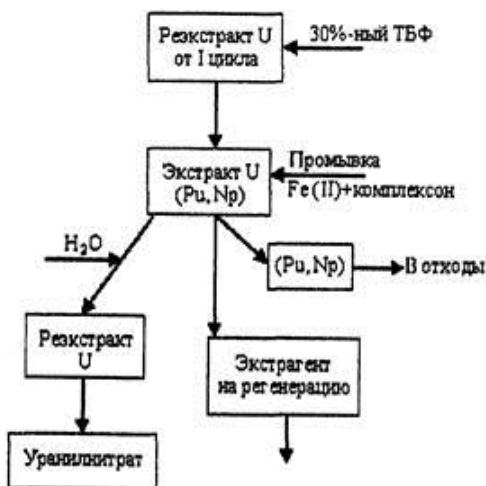 Реэкстракт U
от I цикла
30%-ный ТБФ
Экстракт U
(Pu, Np)
Промывка
Fe (II)+комплексон
H₂O
(Pu, Np)
В отходы
Реэкстракт
U
Экстрагент
на регенерацию
Уранилнитрат